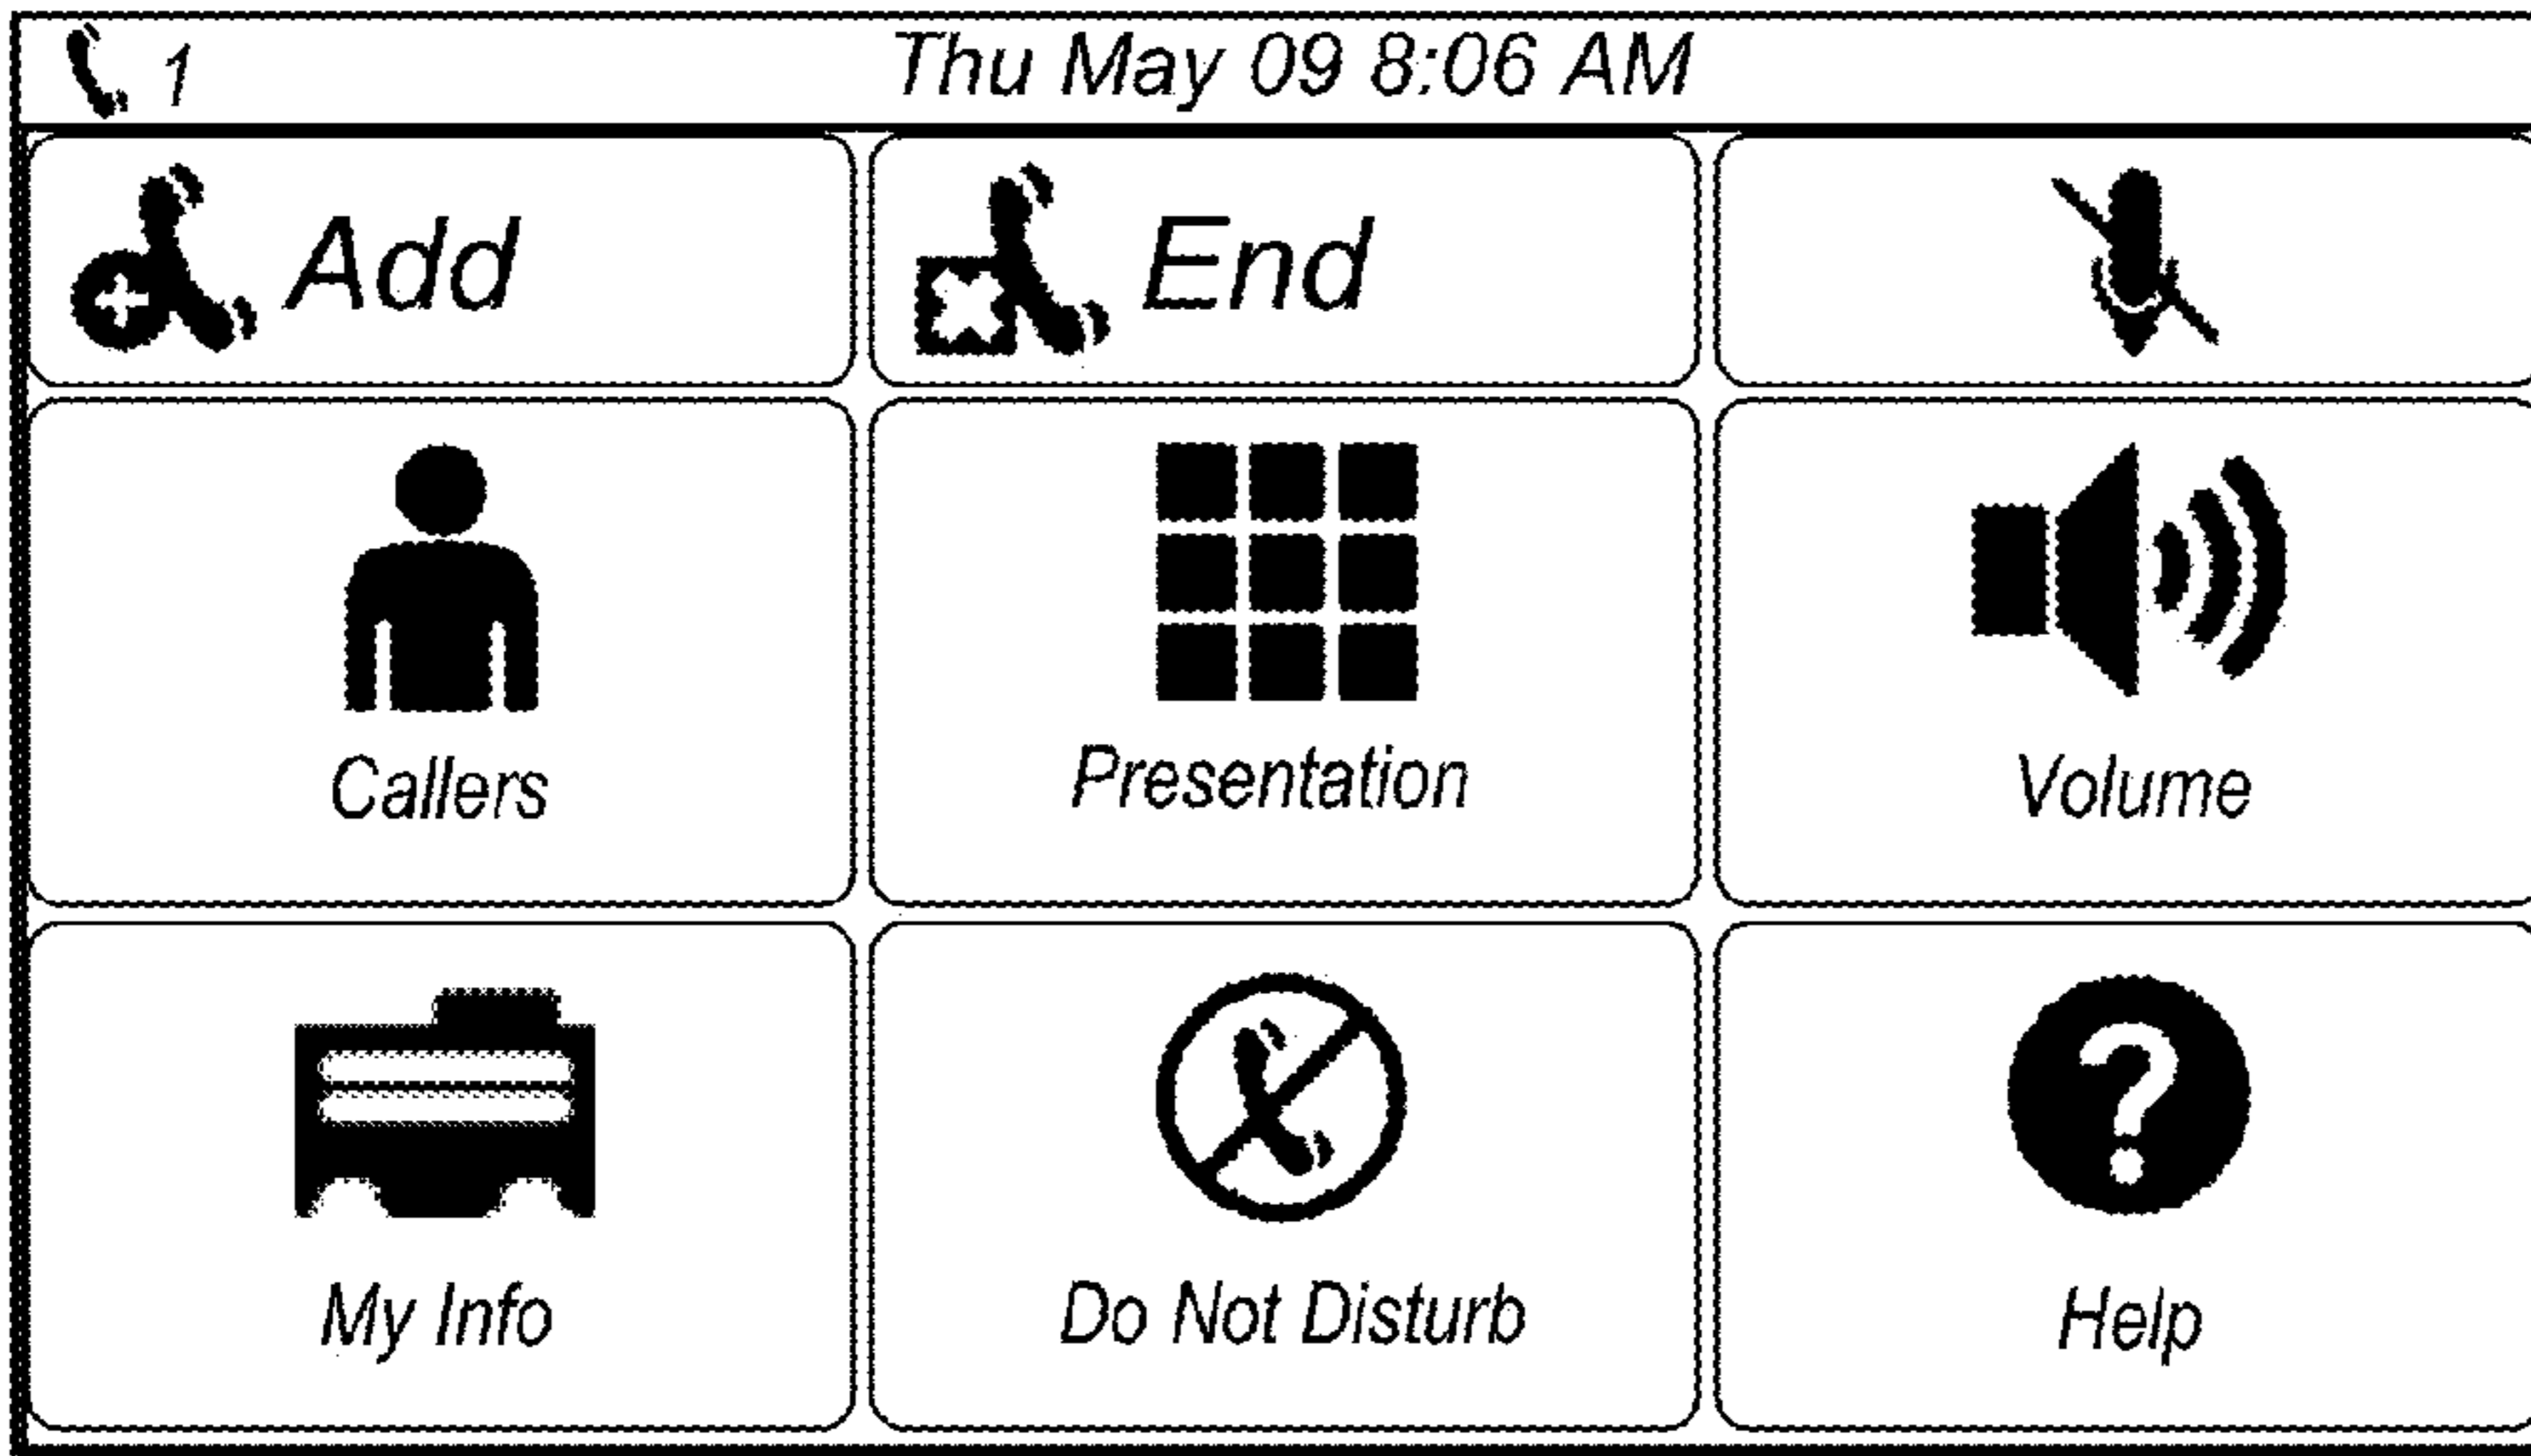 1 Thu May 09 8:06 AM
Add End
Callers Presentation Volume
My Info Do Not Disturb Help